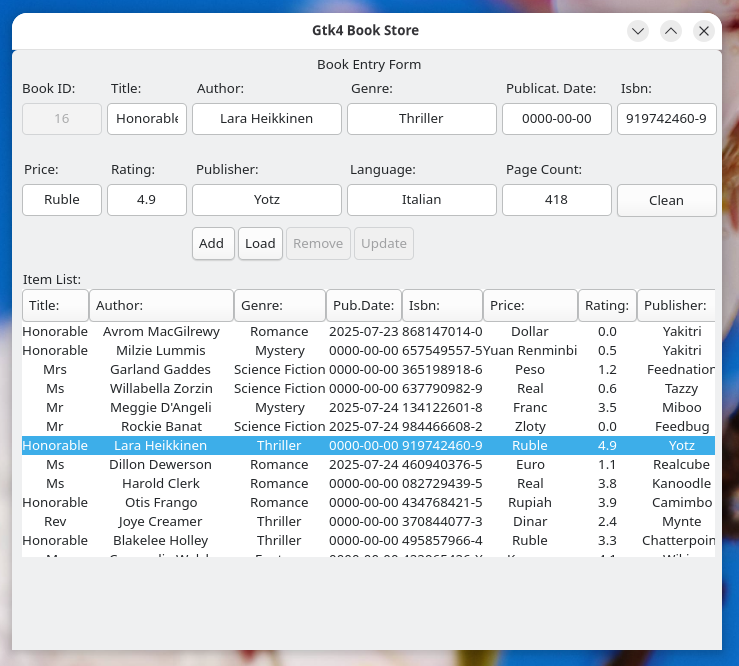 Gtk4 Book Store
Book Entry Form
Book ID: Title: Author: Genre: Publicat. Date: Isbn:
16 Honorable Lara Heikkinen Thriller 0000-00-00 919742460-9
Price: Rating: Publisher: Language: Page Count:
Ruble 4.9 Yotz Italian 418 Clean
Add Load Remove Update
Item List:
Title: Author: Genre: Pub.Date: Isbn: Price: Rating: Publisher:
Honorable Avrom MacGilrewy Romance 2025-07-23 868147014-0 Dollar 0.0 Yakitri
Honorable Milzie Lummis Mystery 0000-00-00 657549557-5 Yuan Renminbi 0.5 Yakitri
Mrs Garland Gaddes Science Fiction 0000-00-00 365198918-6 Peso 1.2 Feednation
Ms Willabella Zorzin Science Fiction 0000-00-00 637790982-9 Real 0.6 Tazzy
Mr Meggie D'Angeli Mystery 2025-07-24 134122601-8 Franc 3.5 Miboo
Mr Rockie Banat Science Fiction 2025-07-24 984466608-2 Zloty 0.0 Feedbug
Honorable Lara Heikkinen Thriller 0000-00-00 919742460-9 Ruble 4.9 Yotz
Ms Dillon Dewerson Romance 2025-07-24 460940376-5 Euro 1.1 Realcube
Ms Harold Clerk Romance 0000-00-00 082729439-5 Real 3.8 Kanoodle
Honorable Otis Frango Romance 0000-00-00 434768421-5 Rupiah 3.9 Camimbo
Rev Joye Creamer Thriller 0000-00-00 370844077-3 Dinar 2.4 Mynte
Honorable Blakelee Holley Thriller 0000-00-00 495857966-4 Ruble 3.3 Chatterpoin